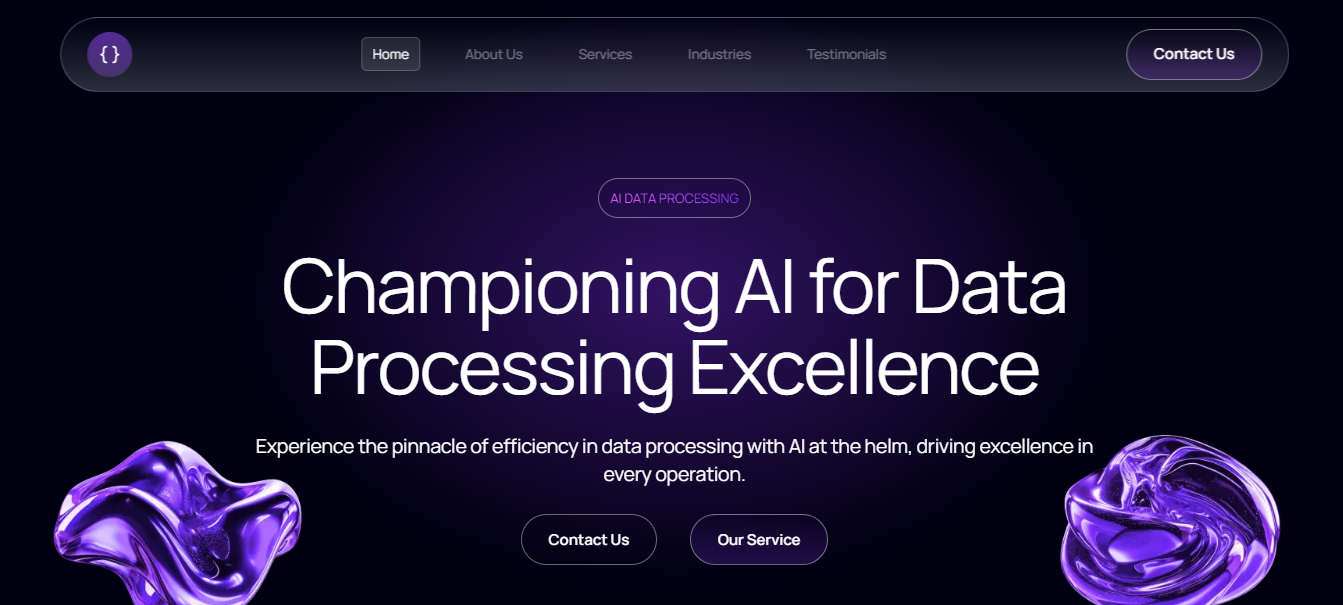 { }
Home About Us Services Industries Testimonials Contact Us
AI DATA PROCESSING
Championing AI for Data
Processing Excellence
Experience the pinnacle of efficiency in data processing with AI at the helm, driving excellence in
every operation.
Contact Us Our Service